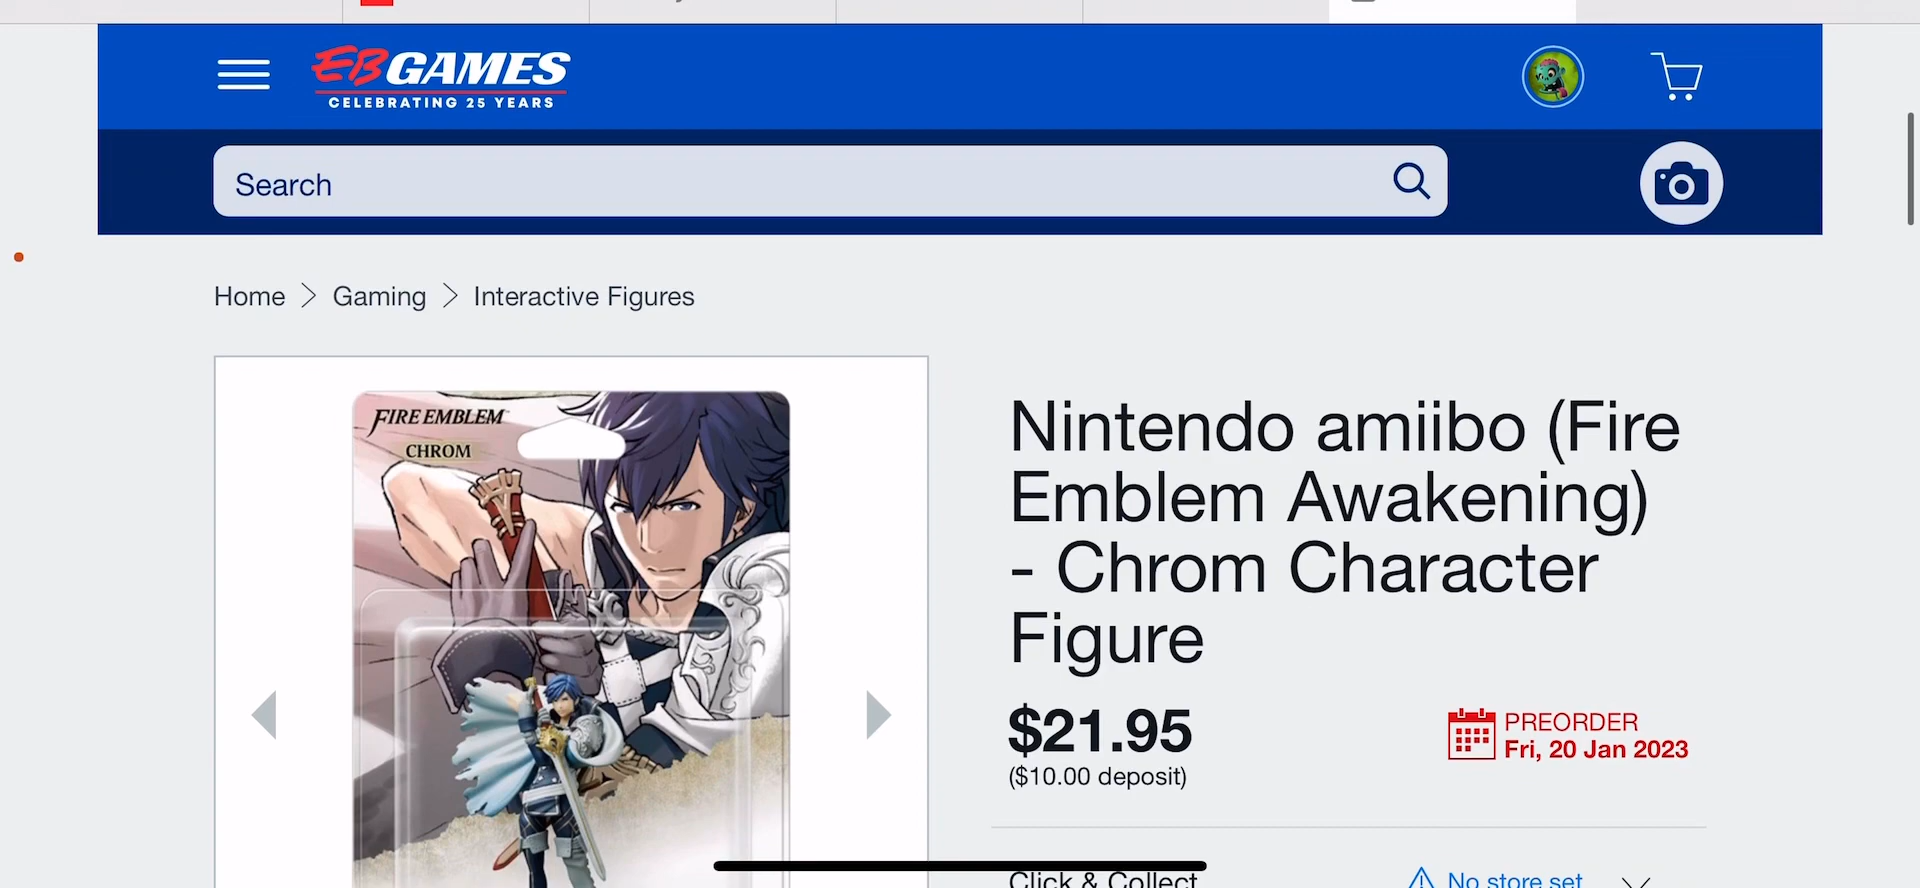 EB GAMES
CELEBRATING 25 YEARS
Search
Home
Gaming
Interactive Figures
FIRE EMBLEM
CHROM
Nintendo amiibo (Fire
Emblem Awakening)
- Chrom Character
Figure
$21.95
($10.00 deposit)
PREORDER
Fri, 20 Jan 2023
Click & Collect
No store set